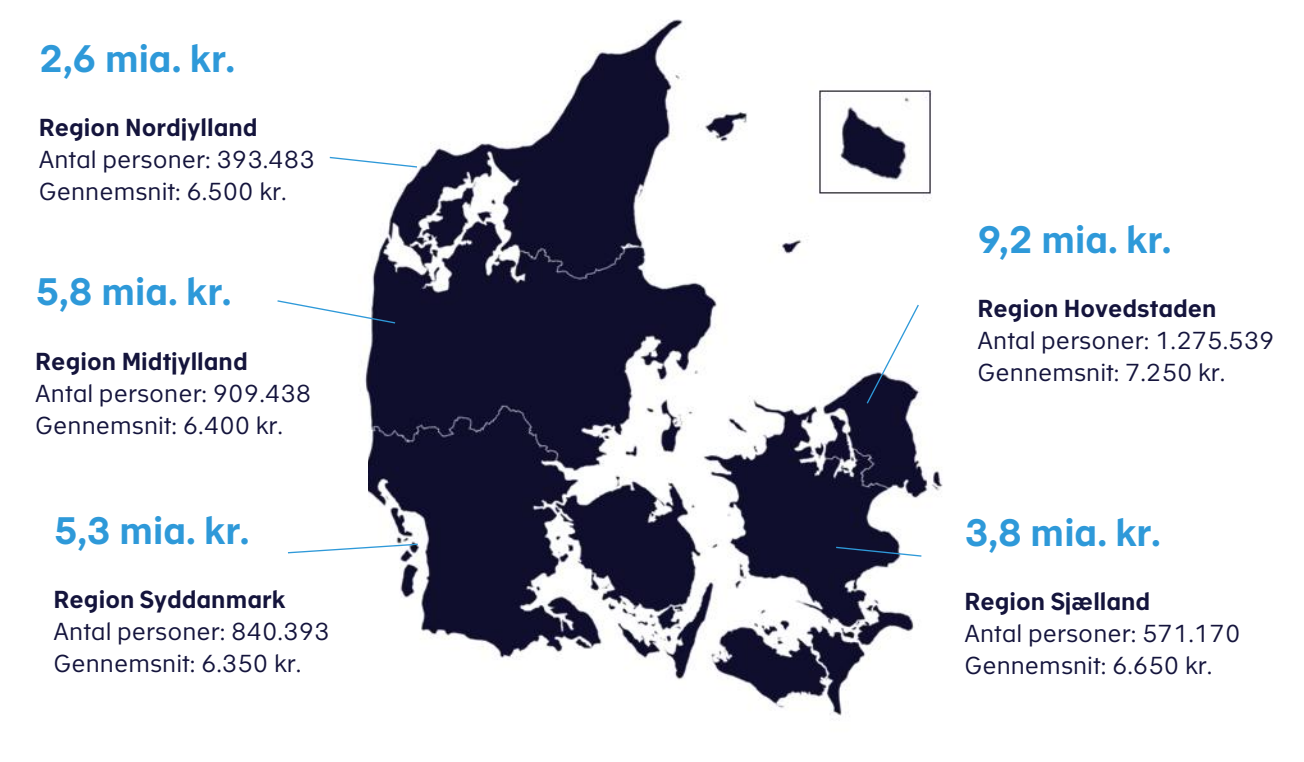 2,6 mia. kr.
Region Nordjylland
Antal personer: 393.483
Gennemsnit: 6.500 kr.
5,8 mia. kr.
Region Midtjylland
Antal personer: 909.438
Gennemsnit: 6.400 kr.
5,3 mia. kr.
Region Syddanmark
Antal personer: 840.393
Gennemsnit: 6.350 kr.
9,2 mia. kr.
Region Hovedstaden
Antal personer: 1.275.539
Gennemsnit: 7.250 kr.
3,8 mia. kr.
Region Sjælland
Antal personer: 571.170
Gennemsnit: 6.650 kr.